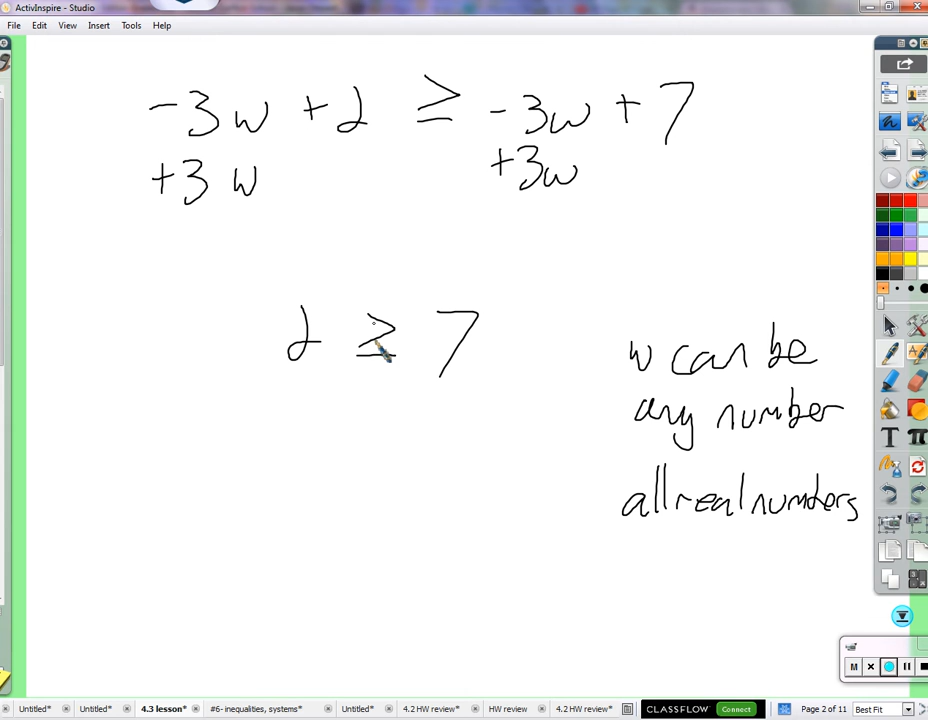 ActivInspire - Studio
File Edit View Insert Tools Help
-3w +2 ≥ -3w + 7
+3w +3w
2 ≥ 7
w can be
any number
all real numbers
M
Untitled* Untitled* 4.3 lesson* #6- inequalities, systems* Untitled* 4.2 HW review* HW review 4.2 HW review* CLASSFLOW Connect Page 2 of 11 Best Fit